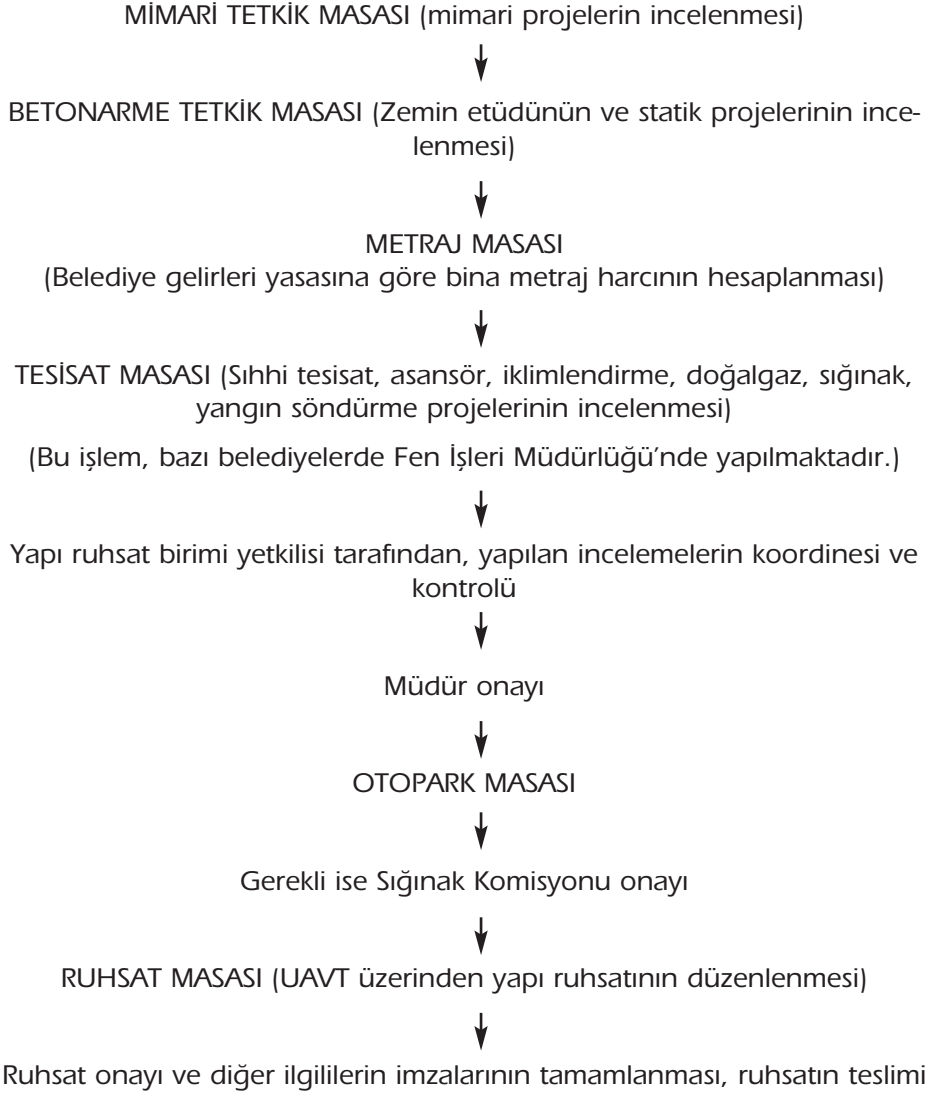 MİMARİ TETKİK MASASI (mimari projelerin incelenmesi)
BETONARME TETKİK MASASI (Zemin etüdünün ve statik projelerinin ince-
lenmesi)
METRAJ MASASI
(Belediye gelirleri yasasına göre bina metraj harcının hesaplanması)
TESİSAT MASASI (Sıhhi tesisat, asansör, iklimlendirme, doğalgaz, sığınak,
yangın söndürme projelerinin incelenmesi)
(Bu işlem, bazı belediyelerde Fen İşleri Müdürlüğü’nde yapılmaktadır.)
Yapı ruhsat birimi yetkilisi tarafından, yapılan incelemelerin koordinesi ve
kontrolü
Müdür onayı
OTOPARK MASASI
Gerekli ise Sığınak Komisyonu onayı
RUHSAT MASASI (UAVT üzerinden yapı ruhsatının düzenlenmesi)
Ruhsat onayı ve diğer ilgililerin imzalarının tamamlanması, ruhsatın teslimi